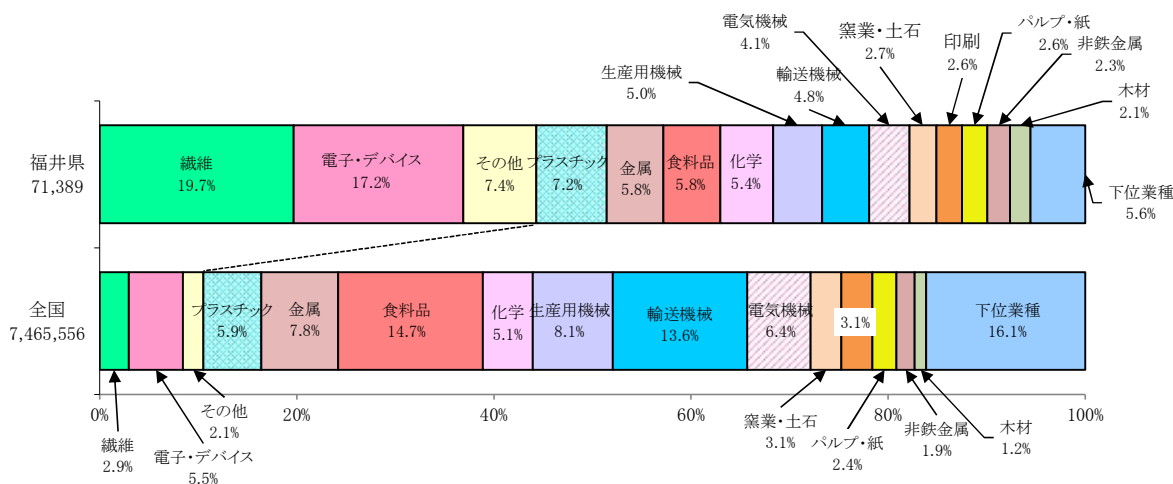 電気機械
4.1%
窯業・土石
2.7%
印刷
2.6%
パルプ・紙
2.6%
非鉄金属
2.3%
生産用機械
5.0%
輸送機械
4.8%
木材
2.1%
福井県
71,389
繊維
19.7%
電子・デバイス
17.2%
その他
7.4%
プラスチック
7.2%
金属
5.8%
食料品
5.8%
化学
5.4%
下位業種
5.6%
全国
7,465,556
プラスチック
5.9%
金属
7.8%
食料品
14.7%
化学
5.1%
生産用機械
8.1%
輸送機械
13.6%
電気機械
6.4%
3.1%
下位業種
16.1%
0%
20%
40%
60%
80%
100%
繊維
2.9%
電子・デバイス
5.5%
その他
2.1%
窯業・土石
3.1%
パルプ・紙
2.4%
非鉄金属
1.9%
木材
1.2%